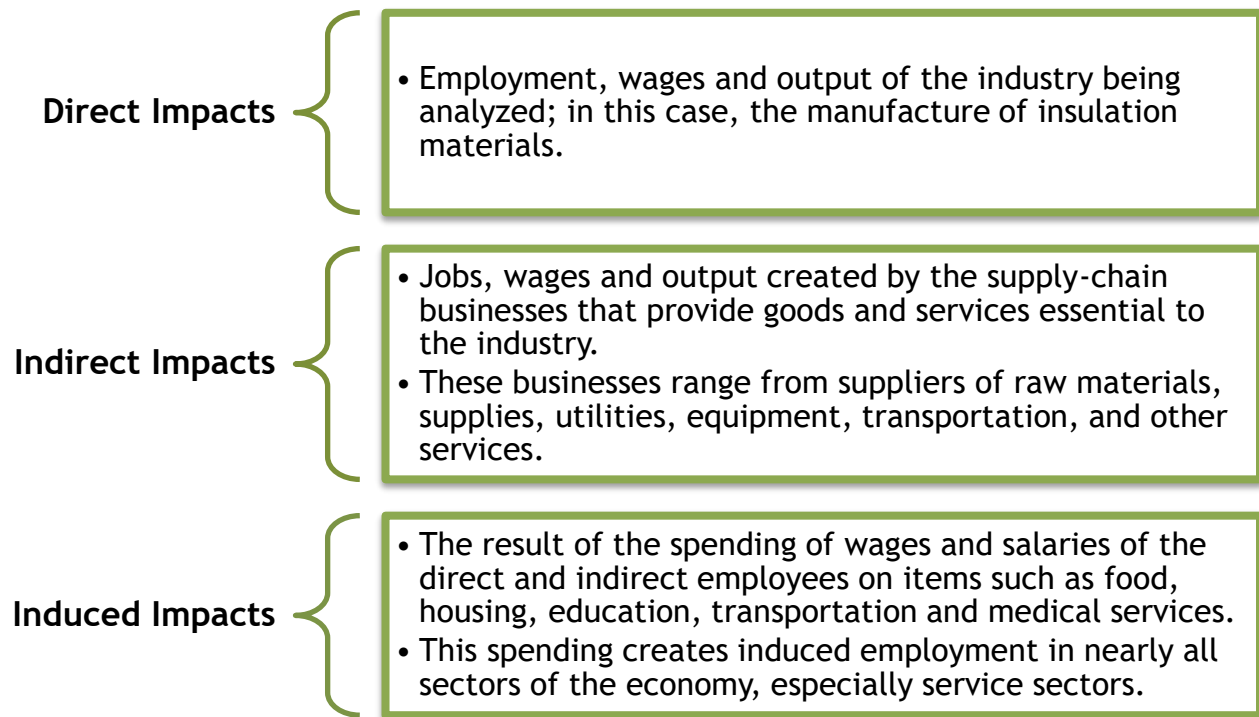 Direct Impacts
• Employment, wages and output of the industry being
analyzed; in this case, the manufacture of insulation
materials.
Indirect Impacts
• Jobs, wages and output created by the supply-chain
businesses that provide goods and services essential to
the industry.
• These businesses range from suppliers of raw materials,
supplies, utilities, equipment, transportation, and other
services.
Induced Impacts
• The result of the spending of wages and salaries of the
direct and indirect employees on items such as food,
housing, education, transportation and medical services.
• This spending creates induced employment in nearly all
sectors of the economy, especially service sectors.